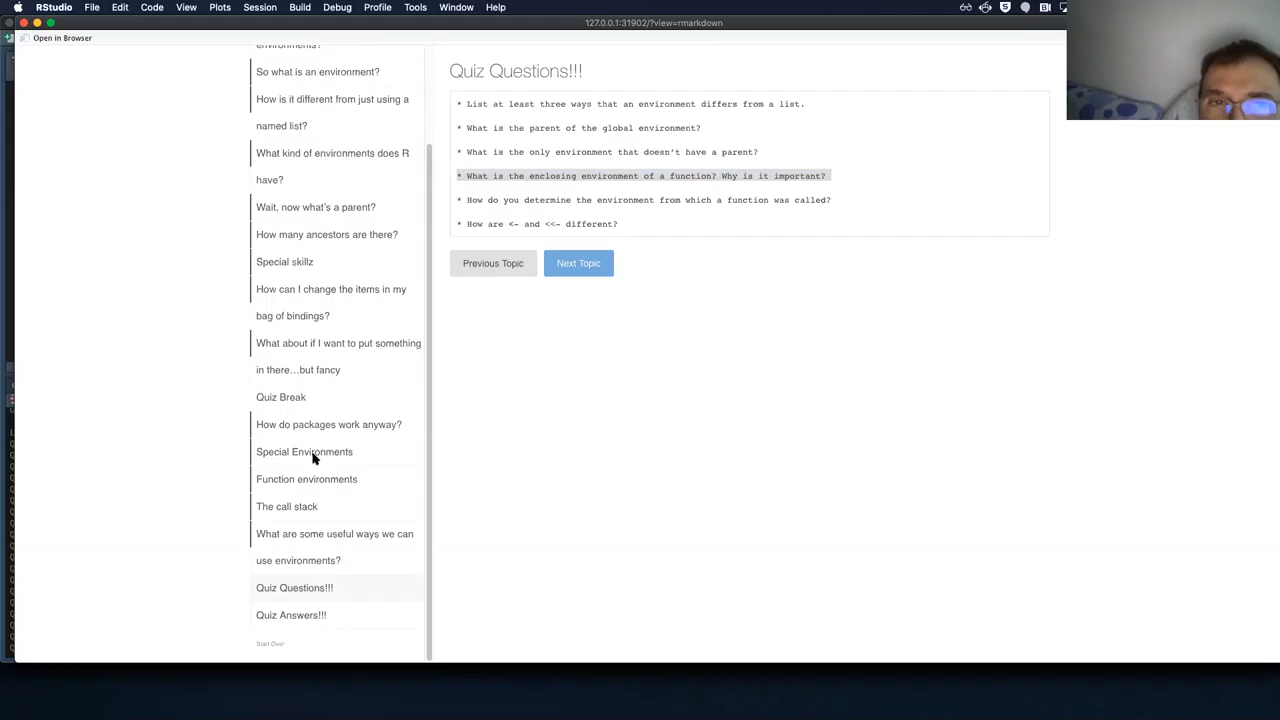 RStudio File Edit Code View Plots Session Build Debug Profile Tools Window Help
127.0.0.1:31902/?view=rmarkdown
Open in Browser
environments?
So what is an environment?
How is it different from just using a
named list?
What kind of environments does R
have?
Wait, now what's a parent?
How many ancestors are there?
Special skillz
How can I change the items in my
bag of bindings?
What about if I want to put something
in there…but fancy
Quiz Break
How do packages work anyway?
Special Environments
Function environments
The call stack
What are some useful ways we can
use environments?
Quiz Questions!!!
Quiz Answers!!!
Start Over
Quiz Questions!!!
* List at least three ways that an environment differs from a list.
* What is the parent of the global environment?
* What is the only environment that doesn't have a parent?
* What is the enclosing environment of a function? Why is it important?
* How do you determine the environment from which a function was called?
* How are <- and <<- different?
Previous Topic Next Topic